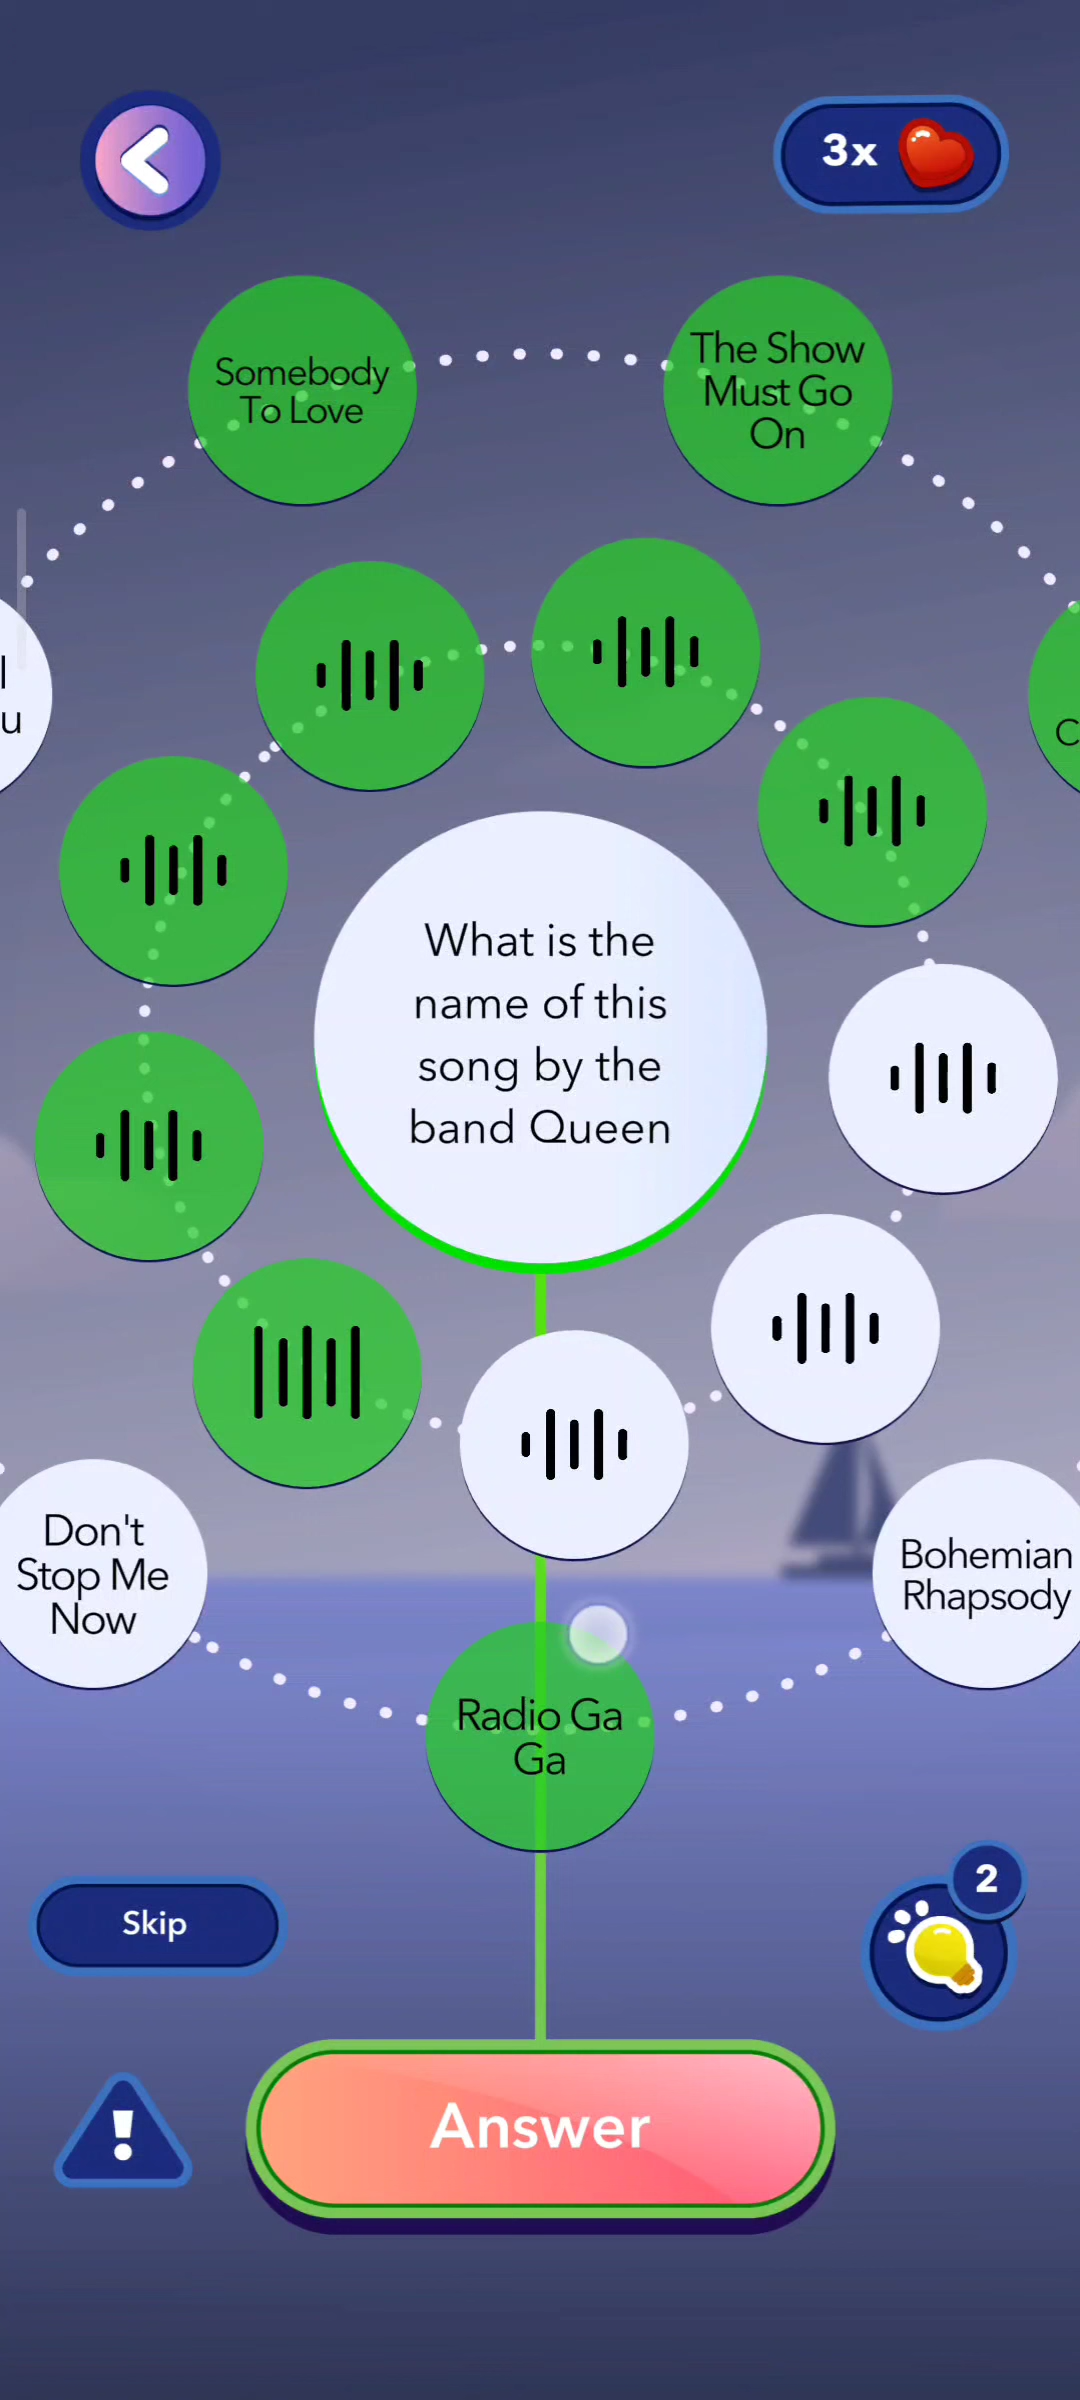 3x
Somebody
To Love
The Show
Must Go
On
What is the
name of this
song by the
band Queen
Don't
Stop Me
Now
Bohemian
Rhapsody
Radio Ga
Ga
2
Skip
!
Answer